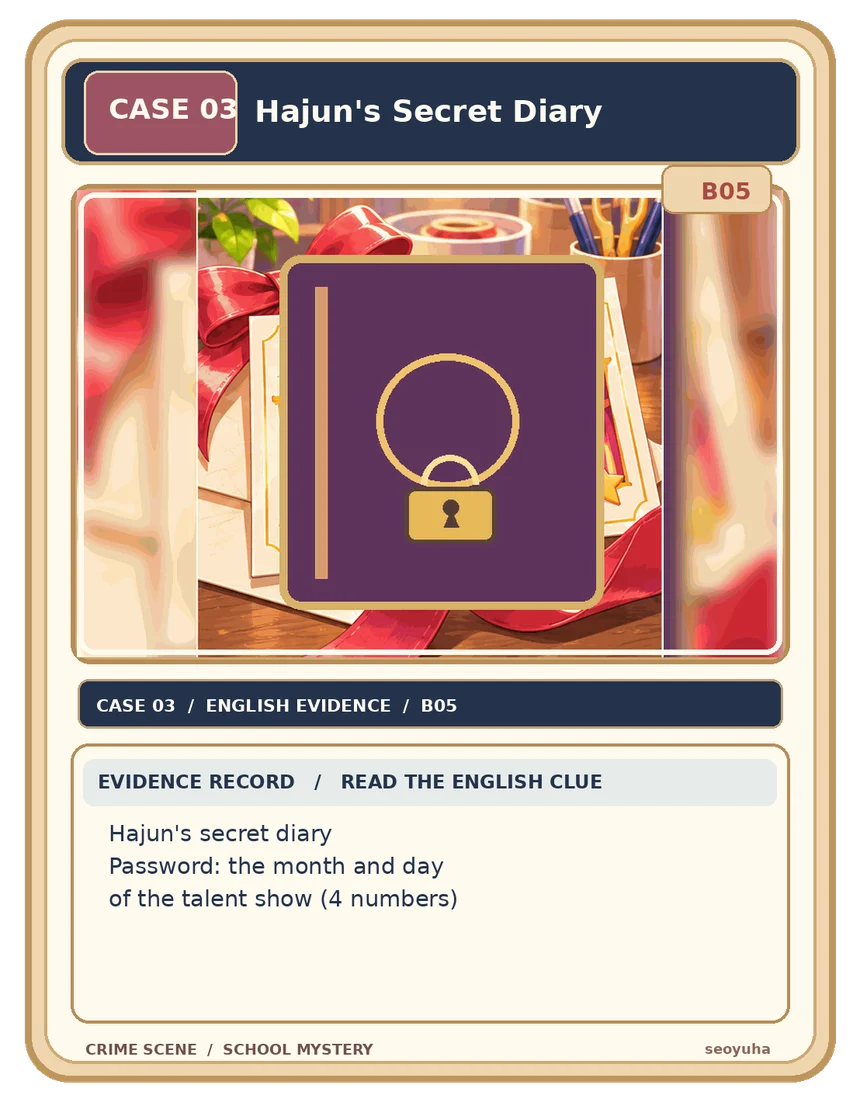 CASE 03 Hajun's Secret Diary
B05
CASE 03 / ENGLISH EVIDENCE / B05
EVIDENCE RECORD / READ THE ENGLISH CLUE
Hajun's secret diary
Password: the month and day
of the talent show (4 numbers)
CRIME SCENE / SCHOOL MYSTERY seoyuha